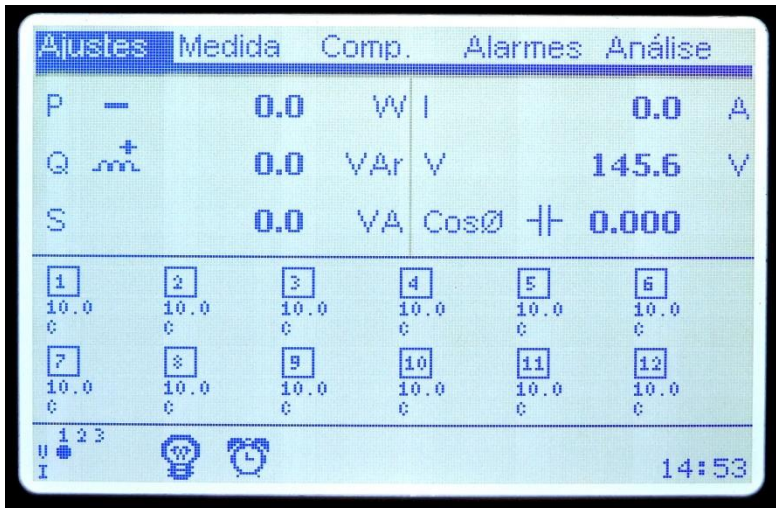 Ajustes Medida Comp. Alarmes Análise
P − 0.0 W I 0.0 A
Q + 0.0 VAr V 145.6 V
S 0.0 VA CosØ 0.000
1 2 3 4 5 6
10.0 10.0 10.0 10.0 10.0 10.0
C C C C C C
7 8 9 10 11 12
10.0 10.0 10.0 10.0 10.0 10.0
C C C C C C
1 2 3
V
I 14:53